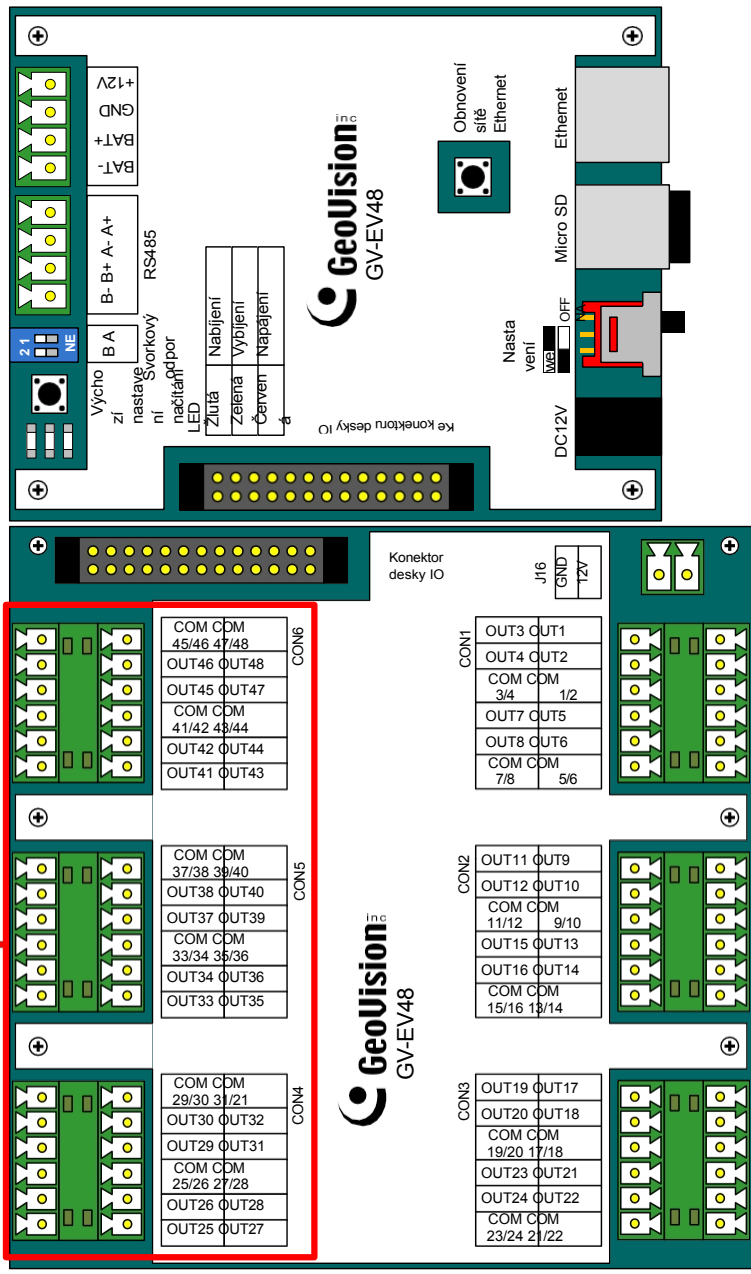 +12V
GND
BAT+
BAT-
B- B+ A- A+
RS485
2 1
NE
B A
Svorkový
odpor
Výcho
zí
nastave
ní
načítání
LED
Žlutá Nabíjení
Zelená Vybíjení
Červen Napájení
á
GeoVision inc
GV-EV48
Obnovení
sítě
Ethernet
Ethernet
Micro SD
Nasta
vení
OFF
DC12V
Ke konektoru desky IO
Konektor
desky IO
J16
GND
12V
CON6
COM COM
45/46 47/48
OUT46 OUT48
OUT45 OUT47
COM COM
41/42 43/44
OUT42 OUT44
OUT41 OUT43
CON1
OUT3 OUT1
OUT4 OUT2
COM COM
3/4 1/2
OUT7 OUT5
OUT8 OUT6
COM COM
7/8 5/6
CON5
COM COM
37/38 39/40
OUT38 OUT40
OUT37 OUT39
COM COM
33/34 35/36
OUT34 OUT36
OUT33 OUT35
CON2
OUT11 OUT9
OUT12 OUT10
COM COM
11/12 9/10
OUT15 OUT13
OUT16 OUT14
COM COM
15/16 13/14
GeoVision inc
GV-EV48
CON4
COM COM
29/30 31/21
OUT30 OUT32
OUT29 OUT31
COM COM
25/26 27/28
OUT26 OUT28
OUT25 OUT27
CON3
OUT19 OUT17
OUT20 OUT18
COM COM
19/20 17/18
OUT23 OUT21
OUT24 OUT22
COM COM
23/24 21/22